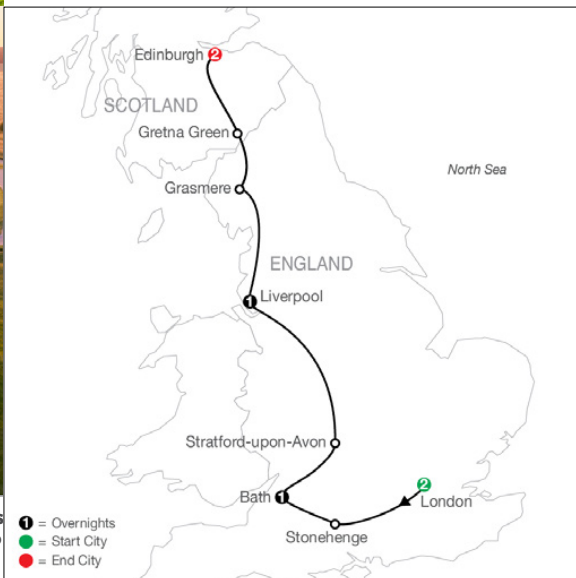 Edinburgh 2
SCOTLAND
Gretna Green
North Sea
Grasmere
ENGLAND
1 Liverpool
Stratford-upon-Avon
2
Bath 1
London
Stonehenge
s
1 = Overnights
= Start City
= End City